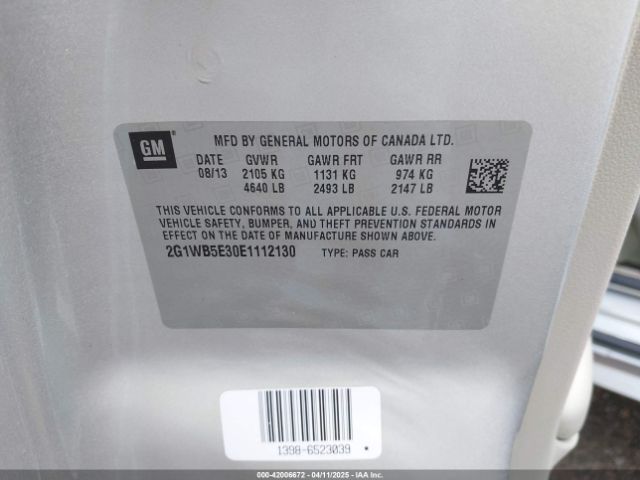 GM
MFD BY GENERAL MOTORS OF CANADA LTD.
DATE GVWR GAWR FRT GAWR RR
08/13 2105 KG 1131 KG 974 KG
4640 LB 2493 LB 2147 LB
THIS VEHICLE CONFORMS TO ALL APPLICABLE U.S. FEDERAL MOTOR
VEHICLE SAFETY, BUMPER, AND THEFT PREVENTION STANDARDS IN
EFFECT ON THE DATE OF MANUFACTURE SHOWN ABOVE.
2G1WB5E30E1112130 TYPE: PASS CAR
1398-6523039
000-42006672 - 04/11/2025 - IAAI.COM